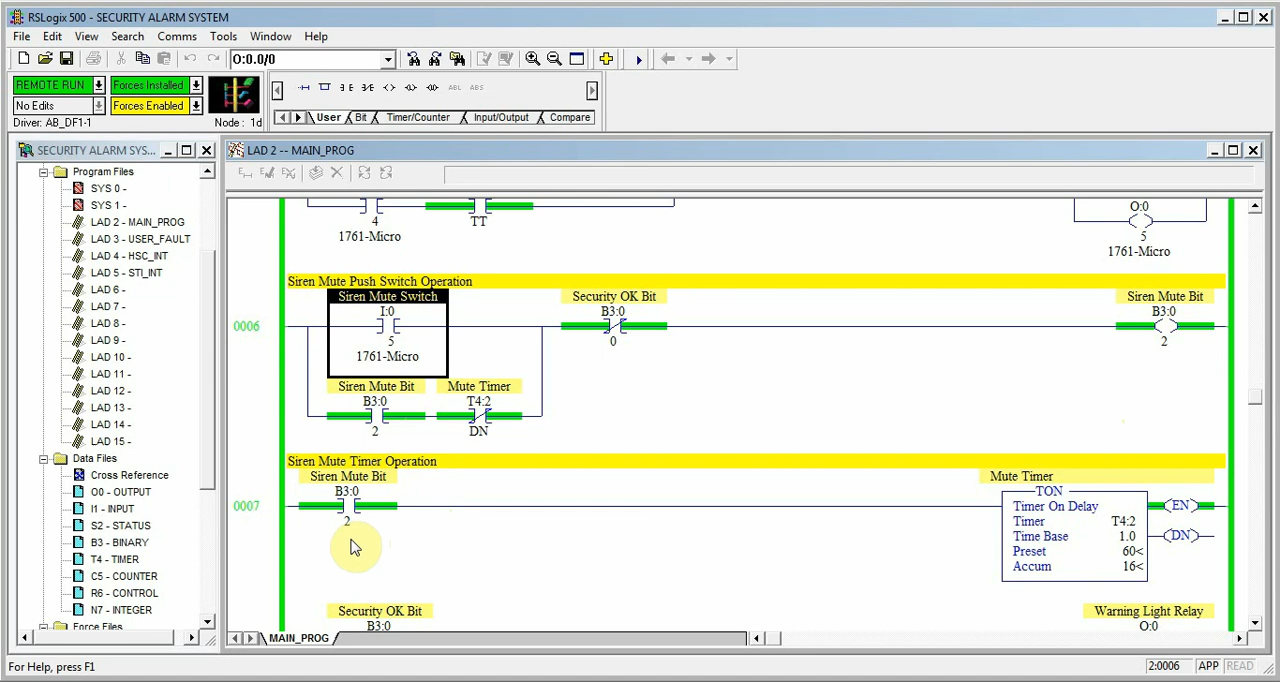 RSLogix 500 - SECURITY ALARM SYSTEM
File Edit View Search Comms Tools Window Help
O:0.0/0
REMOTE RUN Forces Installed
No Edits Forces Enabled
Driver: AB_DF1-1 Node : 1d
ABL ABS
User Bit Timer/Counter Input/Output Compare
SECURITY ALARM SYS...
Program Files
SYS 0 -
SYS 1 -
LAD 2 - MAIN_PROG
LAD 3 - USER_FAULT
LAD 4 - HSC_INT
LAD 5 - STI_INT
LAD 6 -
LAD 7 -
LAD 8 -
LAD 9 -
LAD 10 -
LAD 11 -
LAD 12 -
LAD 13 -
LAD 14 -
LAD 15 -
Data Files
Cross Reference
O0 - OUTPUT
I1 - INPUT
S2 - STATUS
B3 - BINARY
T4 - TIMER
C5 - COUNTER
R6 - CONTROL
N7 - INTEGER
Force Files
LAD 2 -- MAIN_PROG
O:0
4 TT 5
1761-Micro 1761-Micro
Siren Mute Push Switch Operation
Siren Mute Switch Security OK Bit Siren Mute Bit
I:0 B3:0 B3:0
0006
5 0 2
1761-Micro
Siren Mute Bit Mute Timer
B3:0 T4:2
2 DN
Siren Mute Timer Operation
Siren Mute Bit Mute Timer
B3:0 TON
0007 Timer On Delay EN
2 Timer T4:2
Time Base 1.0 DN
Preset 60<
Accum 16<
Security OK Bit Warning Light Relay
B3:0 O:0
MAIN_PROG
For Help, press F1 2:0006 APP READ